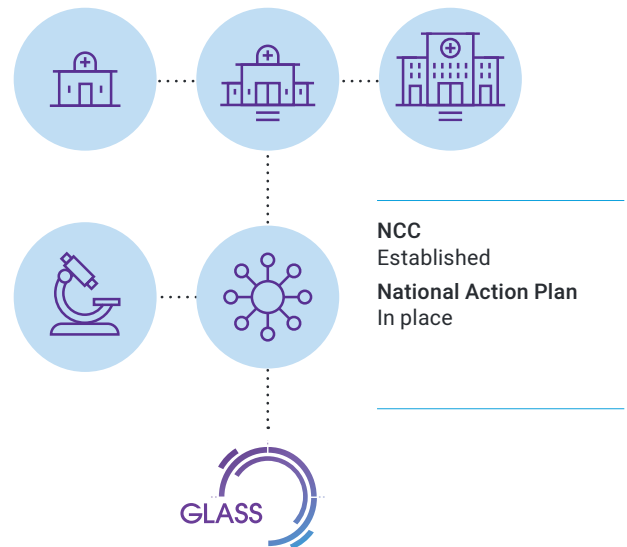 NCC
Established
National Action Plan
In place
GLASS